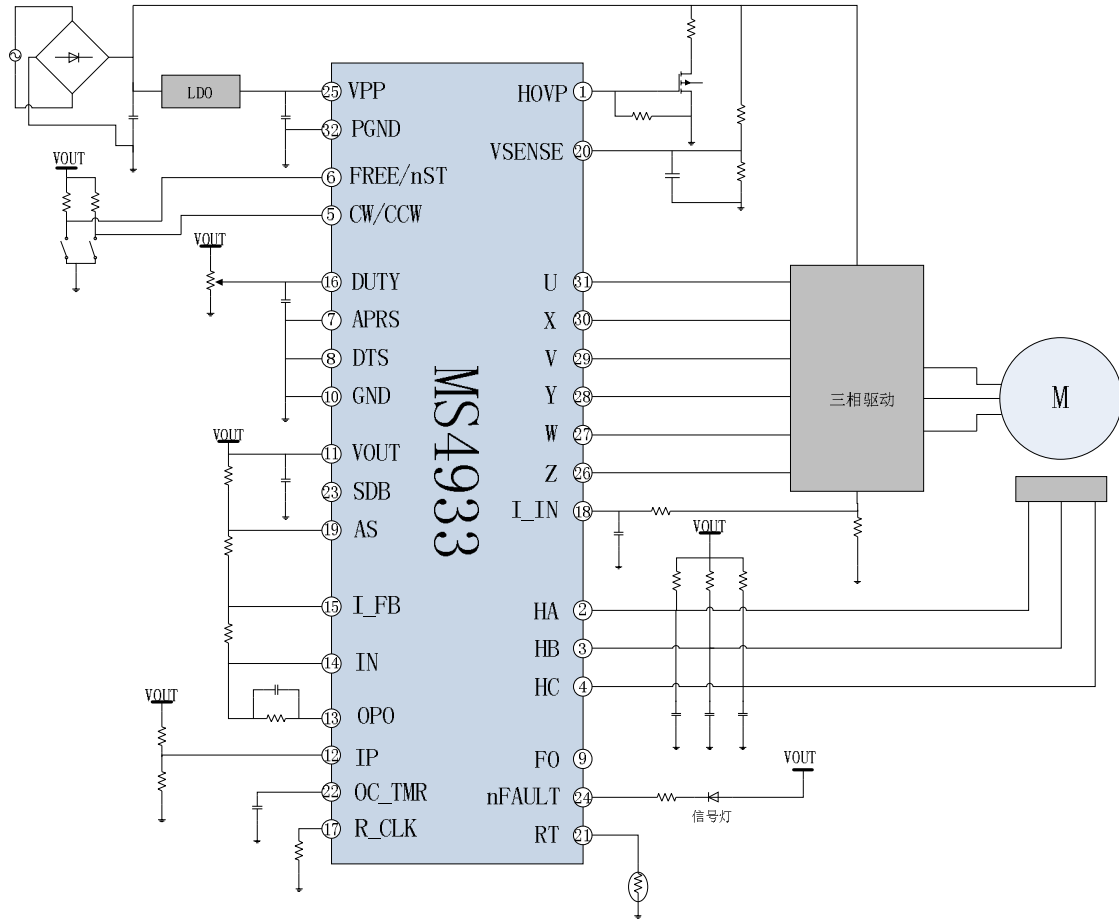 LDO
VOUT
25 VPP
32 PGND
6 FREE/nST
5 CW/CCW
VOUT
16 DUTY
7 APRS
8 DTS
10 GND
VOUT
11 VOUT
23 SDB
19 AS
15 I_FB
14 IN
13 OPO
VOUT
12 IP
22 OC_TMR
17 R_CLK
MS4933
HOVP 1
VSENSE 20
U 31
X 30
V 29
Y 28
W 27
Z 26
I_IN 18
HA 2
HB 3
HC 4
FO 9
nFAULT 24
RT 21
三相驱动
M
VOUT
VOUT
信号灯